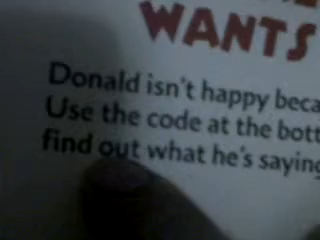 WANTS
Donald isn't happy beca
Use the code at the bott
find out what he's saying